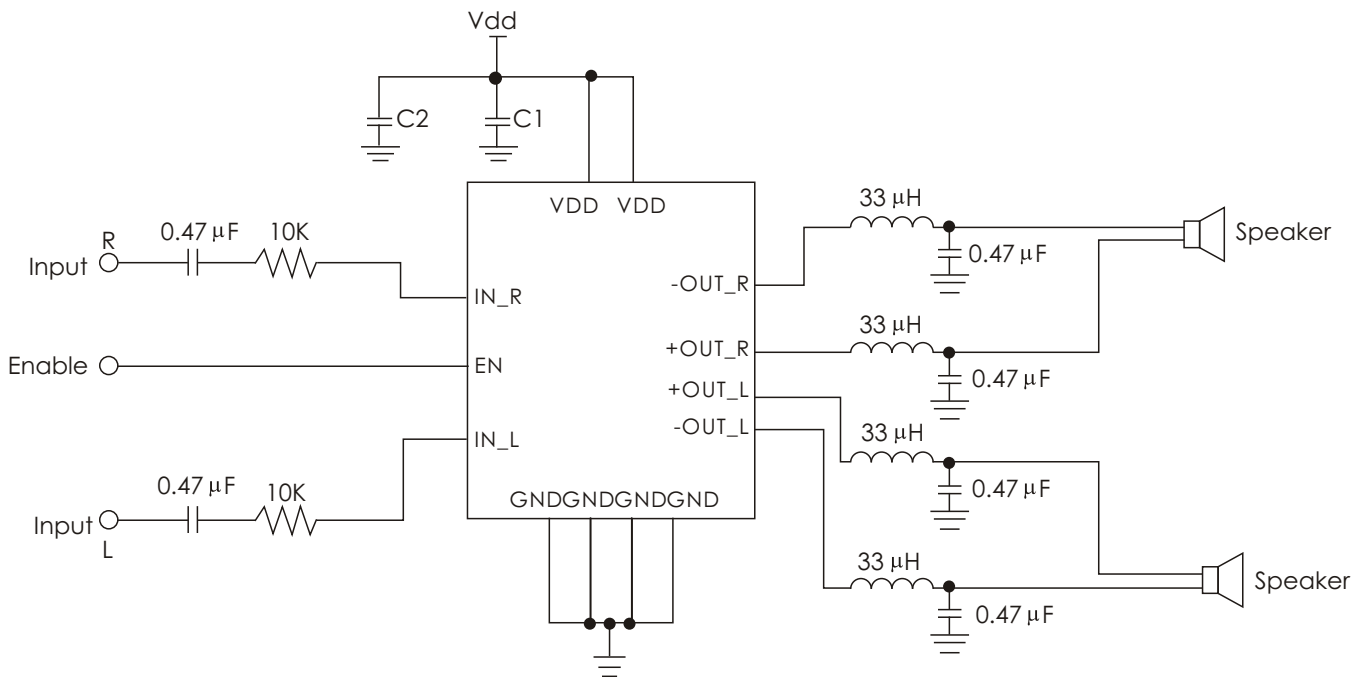 Vdd
C2
C1
VDD VDD
33 μH
Speaker
0.47 μF
R
0.47 μF
10K
Input
-OUT_R
IN_R
33 μH
+OUT_R
0.47 μF
Enable
EN
+OUT_L
-OUT_L
33 μH
IN_L
0.47 μF
0.47 μF
10K
GNDGNDGNDGND
Input
L
33 μH
Speaker
0.47 μF